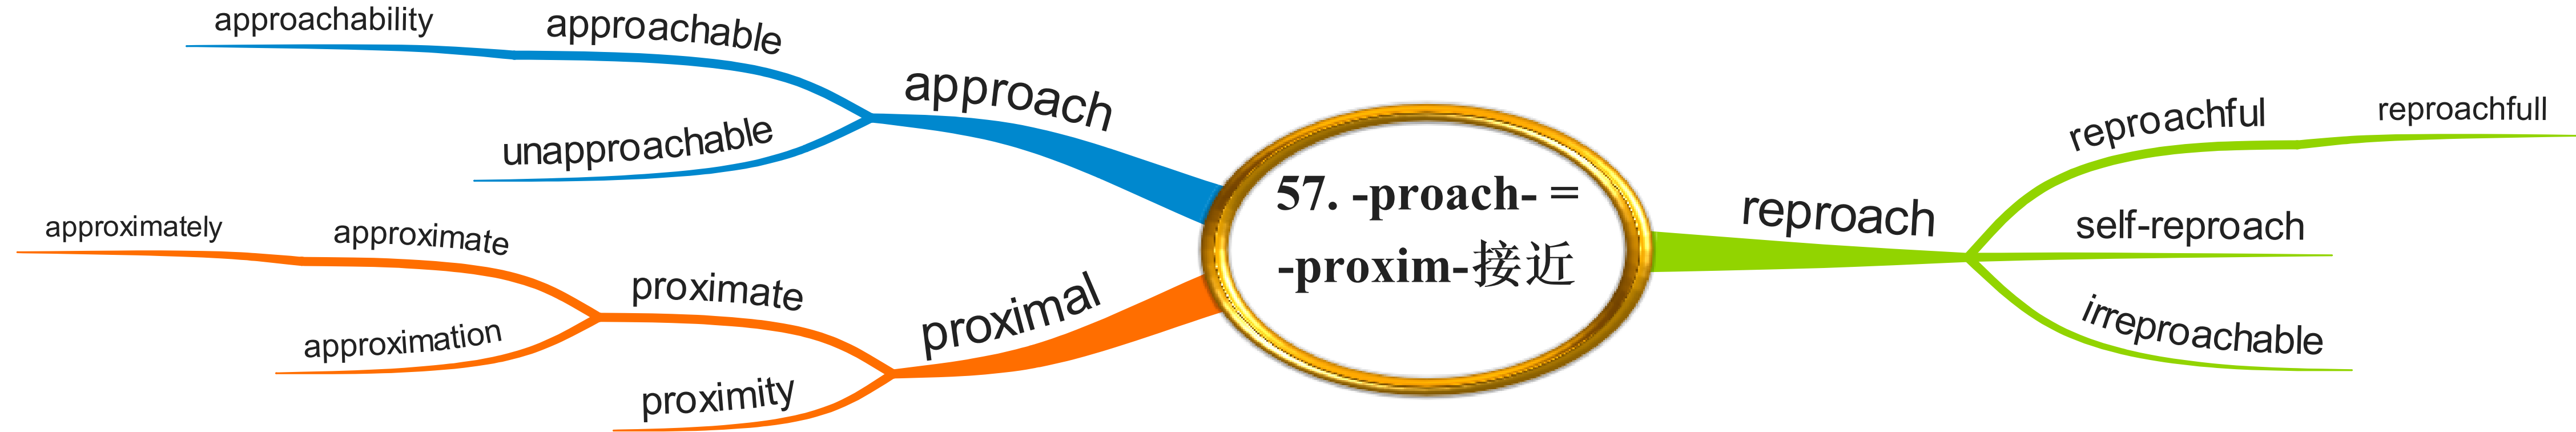 57. -proach- =
-proxim-接近
approach
approachable
approachability
unapproachable
proximal
proximate
approximate
approximately
approximation
proximity
reproach
reproachful
reproachfull
self-reproach
irreproachable